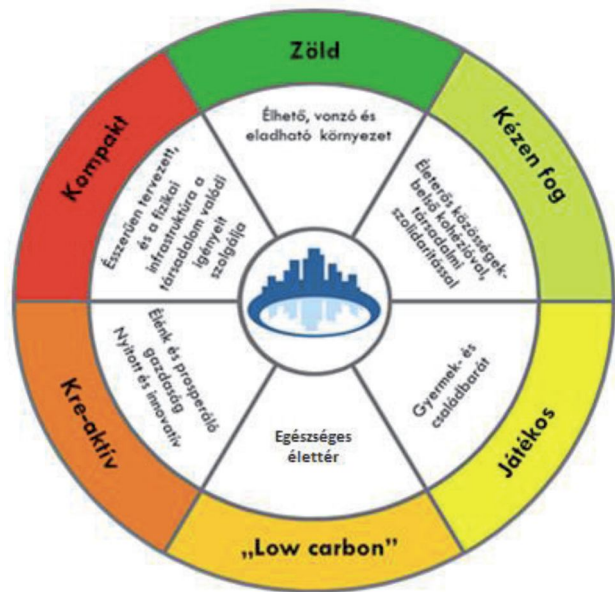 Zöld
Élhető, vonzó és
eladható környezet
Kézen fog
Életerős közösségek-
belső kohézióval,
társadalmi
szolidaritással
Játékos
Gyermek- és
családbarát
„Low carbon”
Egészséges
élettér
Kre-aktív
Élénk és prosperáló
gazdaság
Nyitott és innovatív
Kompakt
Ésszerűen tervezett,
és a fizikai
infrastruktúra a
társadalom valódi
igényeit
szolgálja